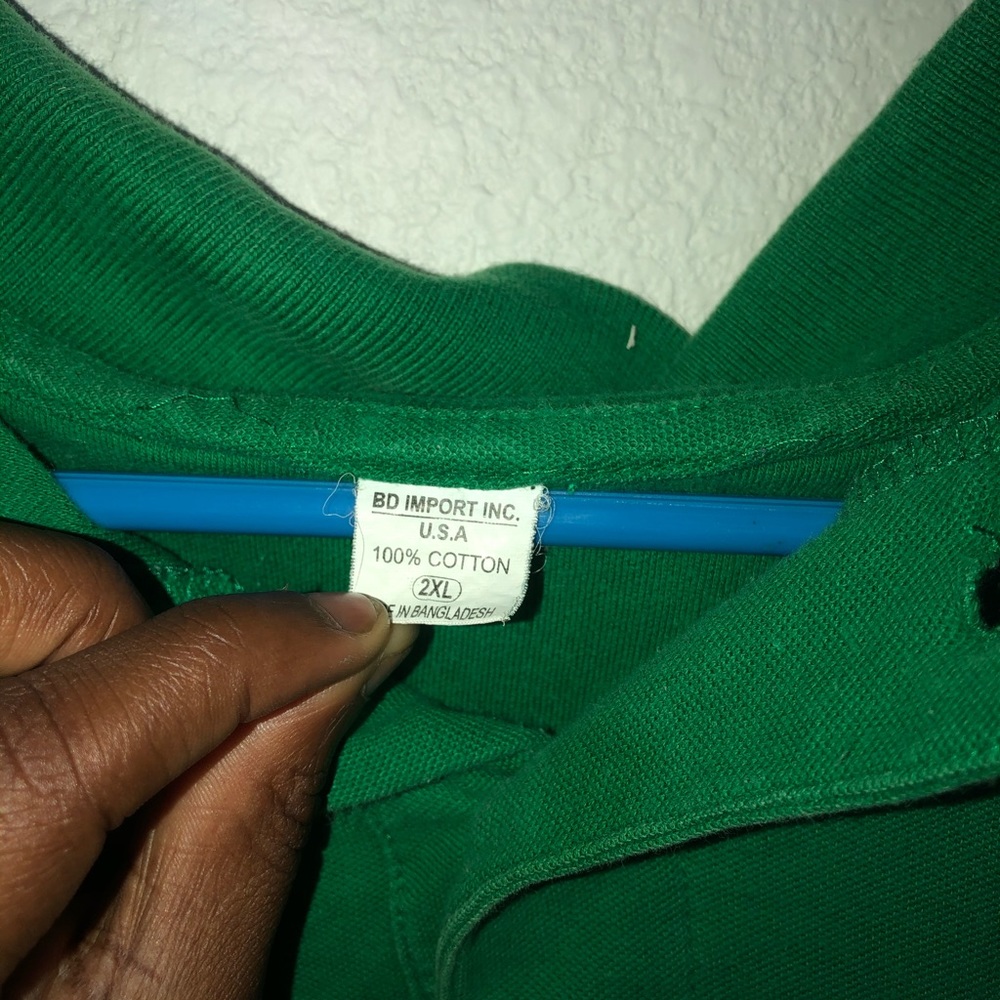 BD IMPORT INC.
U.S.A
100% COTTON
2XL
IN BANGLADESH